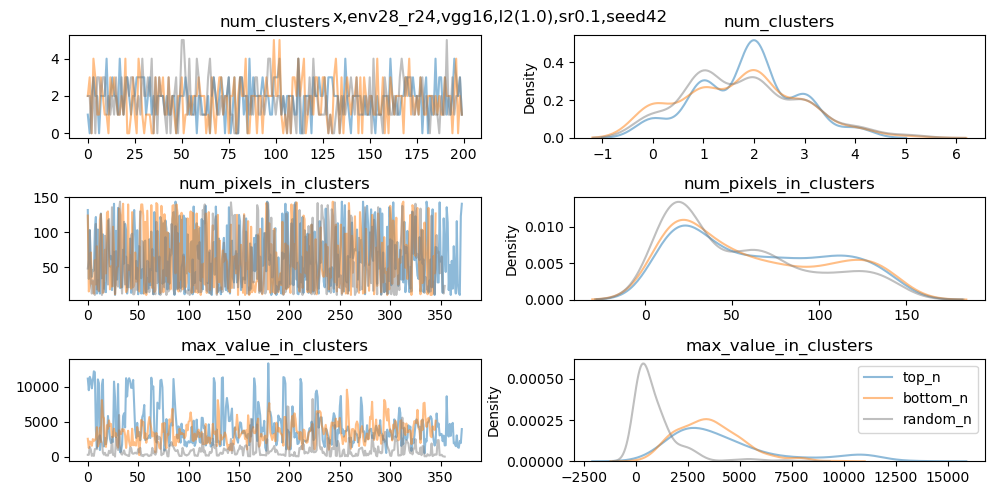 x,env28_r24,vgg16,l2(1.0),sr0.1,seed42
num_clusters
4
2
0
0 25 50 75 100 125 150 175 200
num_clusters
Density
0.4
0.2
0.0
−1 0 1 2 3 4 5 6
num_pixels_in_clusters
150
100
50
0 50 100 150 200 250 300 350
num_pixels_in_clusters
Density
0.010
0.005
0.000
0 50 100 150
max_value_in_clusters
10000
5000
0
0 50 100 150 200 250 300 350
max_value_in_clusters
Density
0.00050
0.00025
0.00000
−2500 0 2500 5000 7500 10000 12500 15000
top_n
bottom_n
random_n